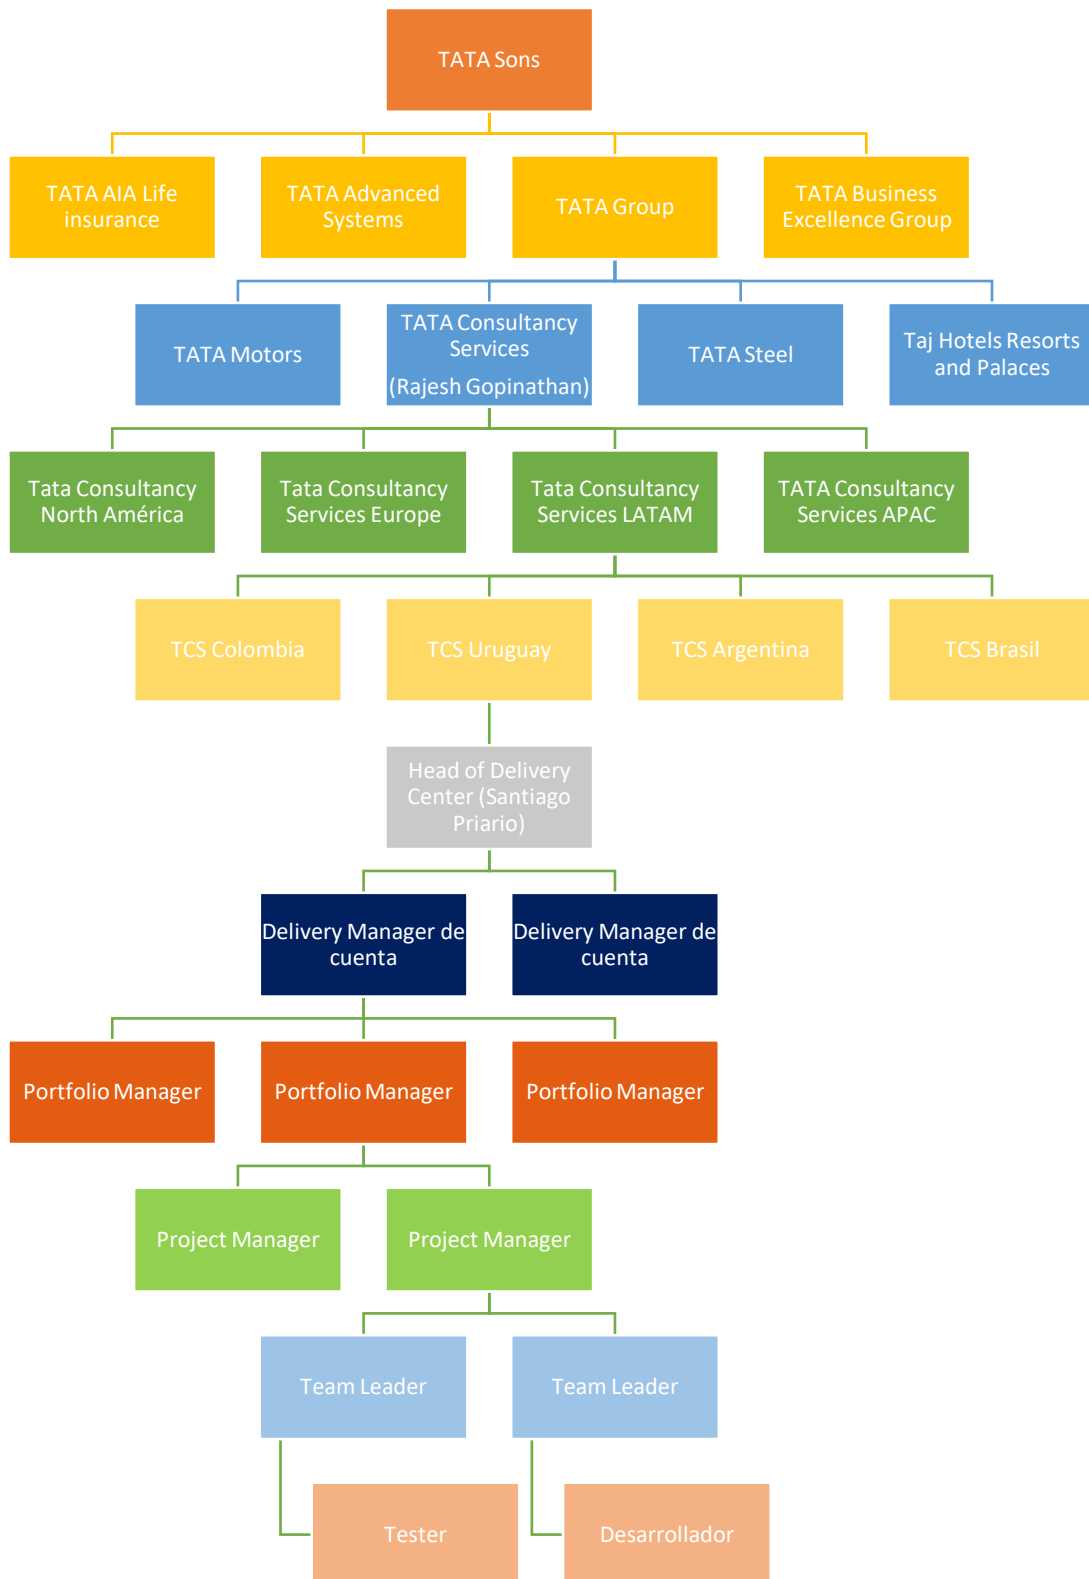 TATA Sons
TATA AIA Life
insurance
TATA Advanced
Systems
TATA Group
TATA Business
Excellence Group
TATA Motors
TATA Consultancy
Services
(Rajesh Gopinathan)
TATA Steel
Taj Hotels Resorts
and Palaces
Tata Consultancy
North América
Tata Consultancy
Services Europe
Tata Consultancy
Services LATAM
TATA Consultancy
Services APAC
TCS Colombia
TCS Uruguay
TCS Argentina
TCS Brasil
Head of Delivery
Center (Santiago
Priario)
Delivery Manager de
cuenta
Delivery Manager de
cuenta
Portfolio Manager
Portfolio Manager
Portfolio Manager
Project Manager
Project Manager
Team Leader
Team Leader
Tester
Desarrollador